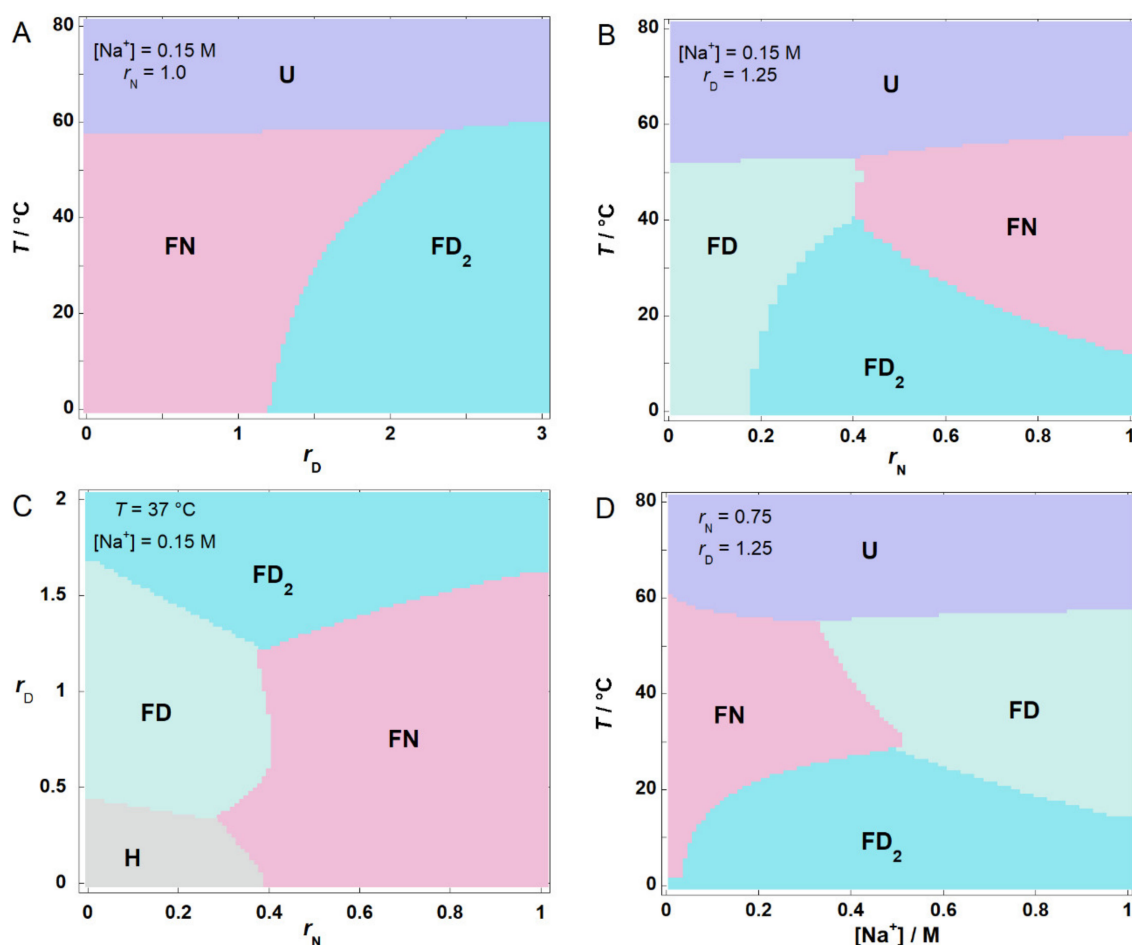 A
[Na⁺] = 0.15 M
r_N = 1.0
U
FN
FD₂
80
60
40
20
0
T / °C
0
1
2
3
r_D
B
[Na⁺] = 0.15 M
r_D = 1.25
U
FD
FN
FD₂
80
60
40
20
0
T / °C
0
0.2
0.4
0.6
0.8
1
r_N
C
T = 37 °C
[Na⁺] = 0.15 M
FD₂
FD
FN
H
2
1.5
1
0.5
0
r_D
0
0.2
0.4
0.6
0.8
1
r_N
D
r_N = 0.75
r_D = 1.25
U
FN
FD
FD₂
80
60
40
20
0
T / °C
0
0.2
0.4
0.6
0.8
1
[Na⁺] / M